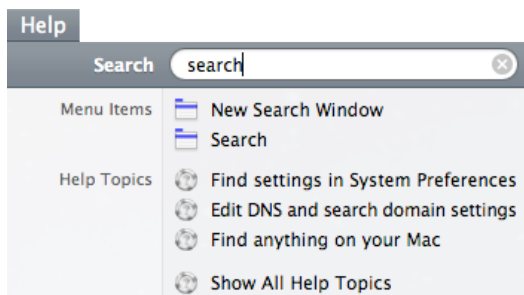 Help
Search search
Menu Items New Search Window
Search
Help Topics Find settings in System Preferences
Edit DNS and search domain settings
Find anything on your Mac
Show All Help Topics